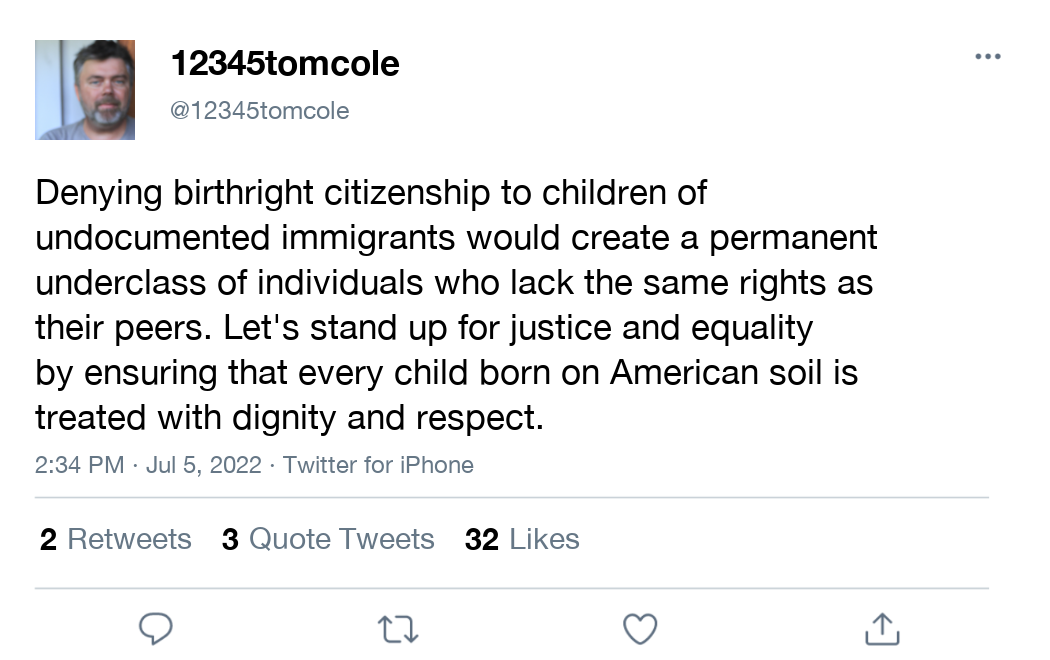 12345tomcole
@12345tomcole
Denying birthright citizenship to children of
undocumented immigrants would create a permanent
underclass of individuals who lack the same rights as
their peers. Let's stand up for justice and equality
by ensuring that every child born on American soil is
treated with dignity and respect.
2:34 PM · Jul 5, 2022 · Twitter for iPhone
2 Retweets 3 Quote Tweets 32 Likes